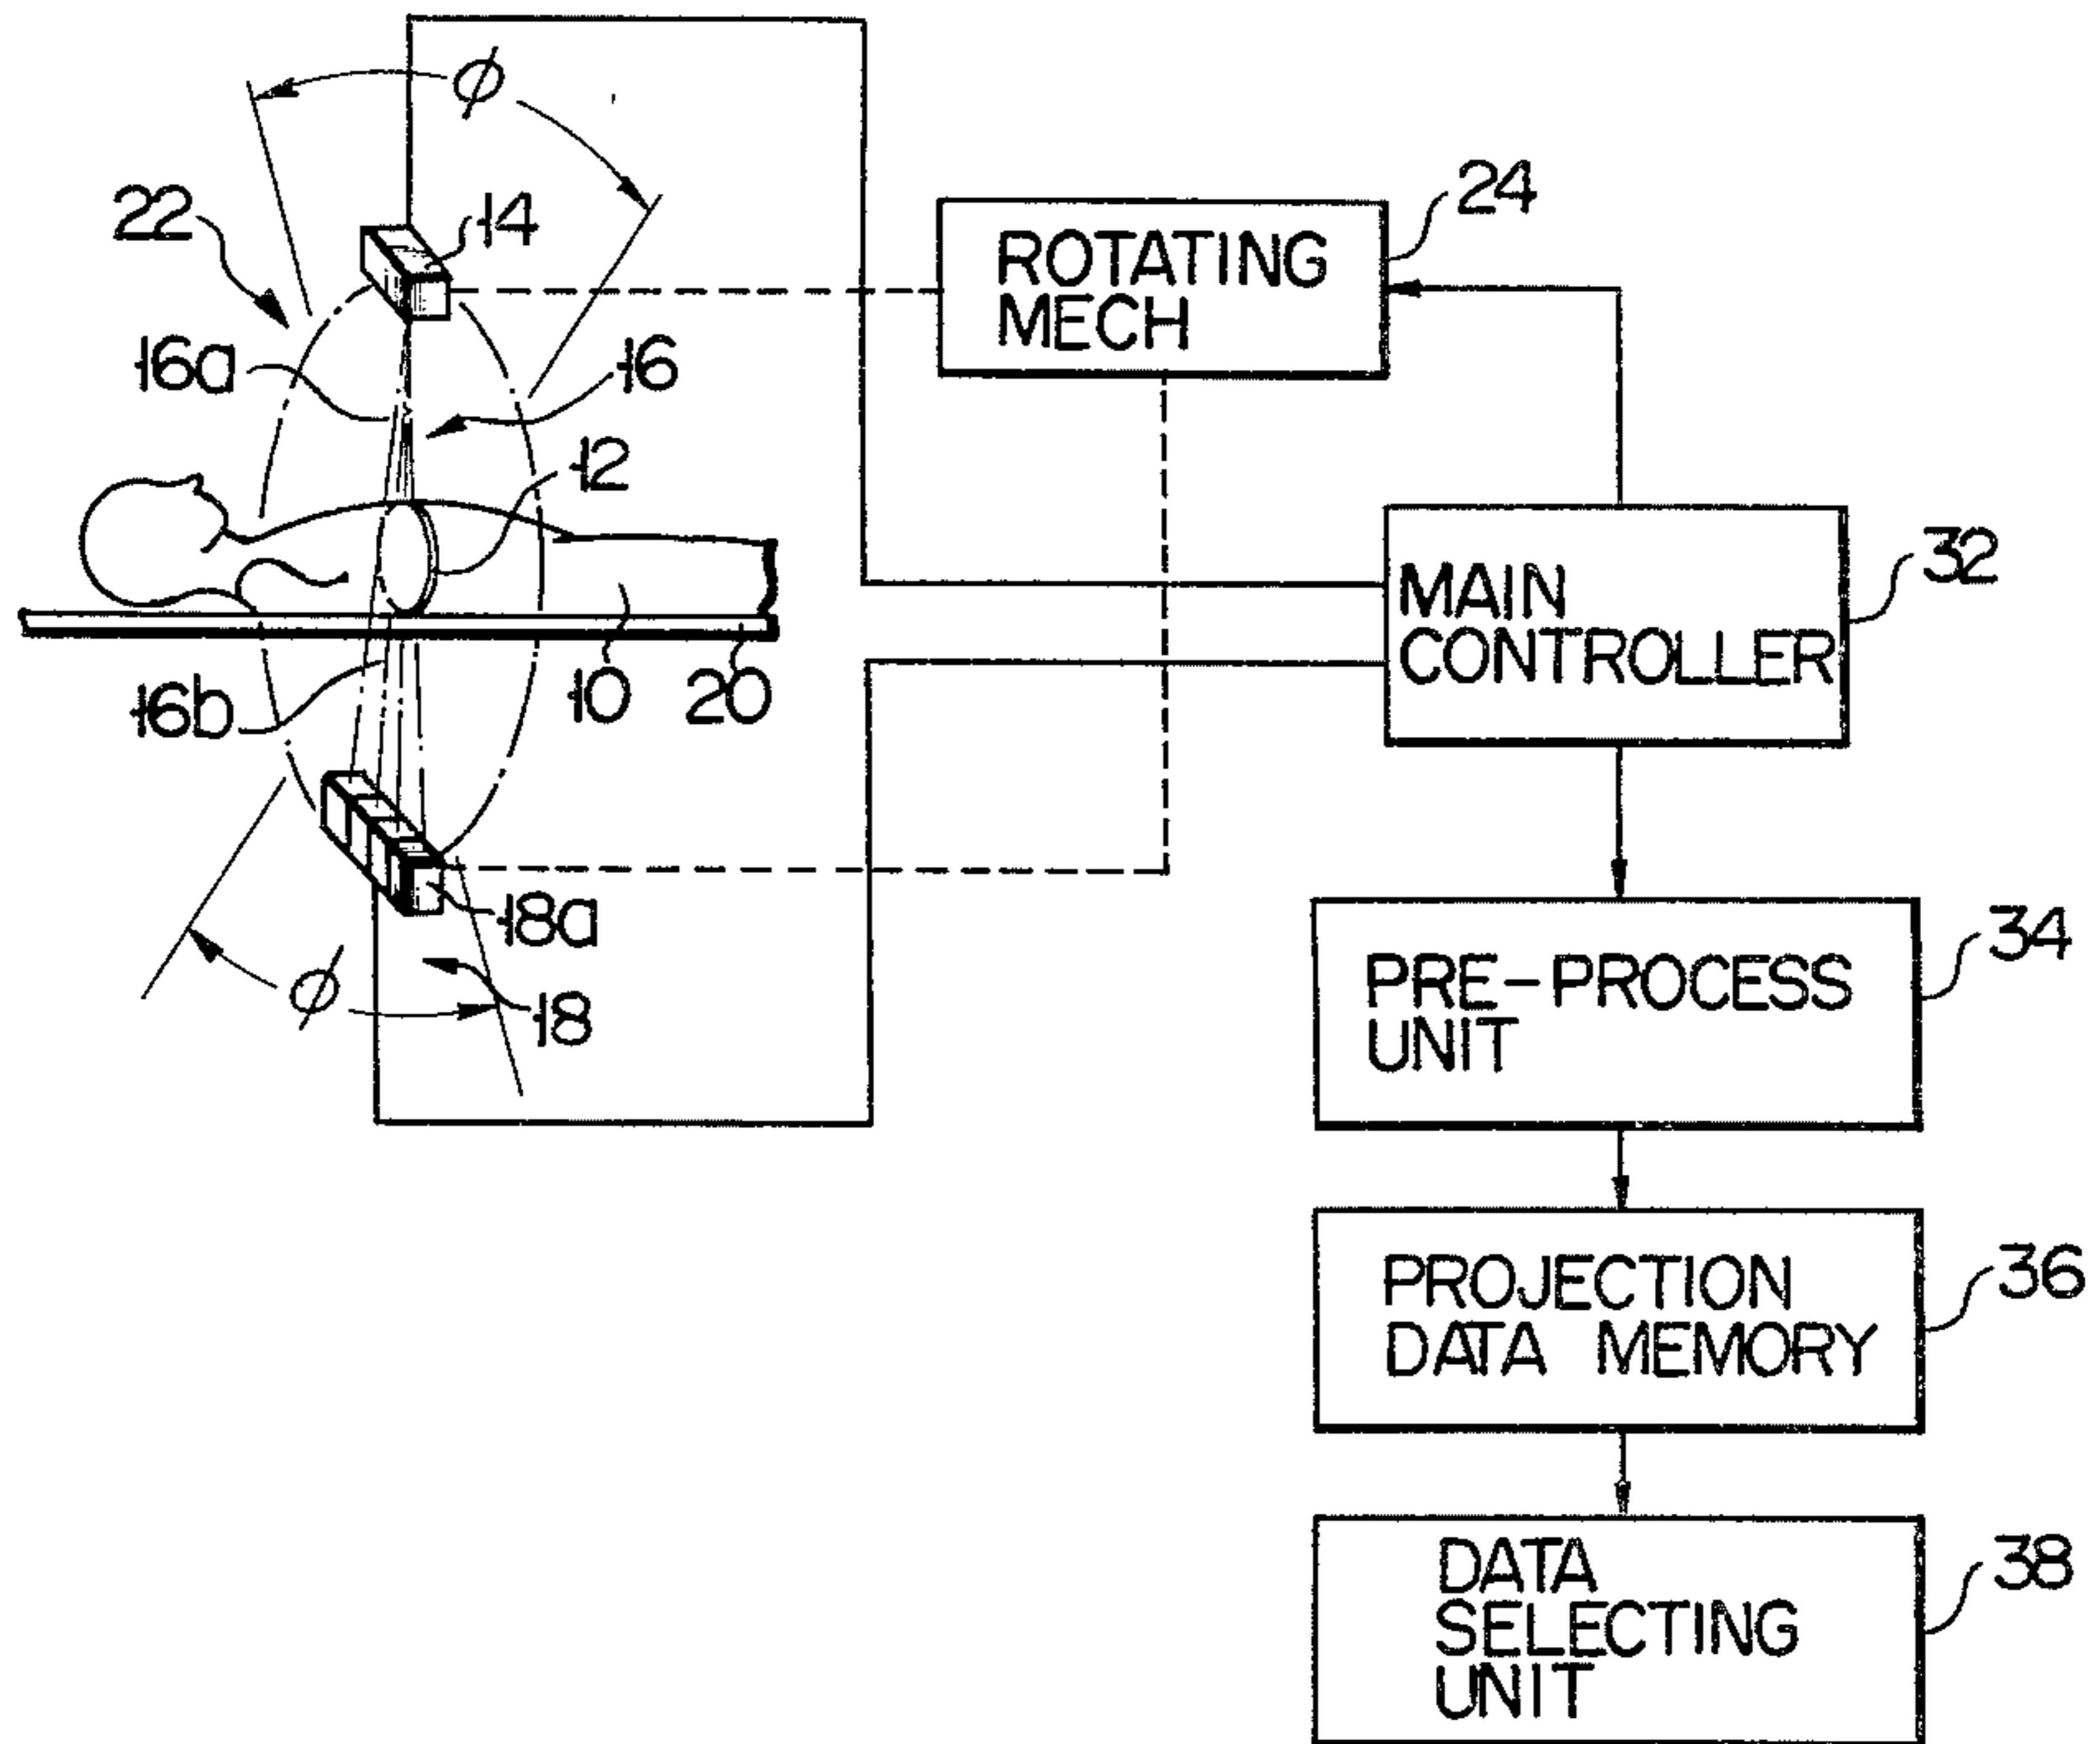 ϕ
22
14
24
ROTATING
MECH
16a
16
12
MAIN
CONTROLLER
32
16b
10
20
18a
18
ϕ
PRE-PROCESS
UNIT
34
PROJECTION
DATA MEMORY
36
DATA
SELECTING
UNIT
38